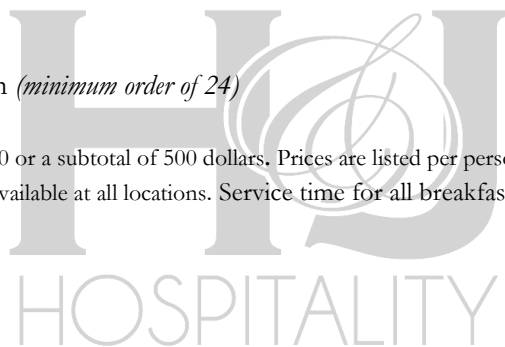 n (minimum order of 24)
0 or a subtotal of 500 dollars. Prices are listed per perso
vailable at all locations. Service time for all breakfas
H&J
HOSPITALITY